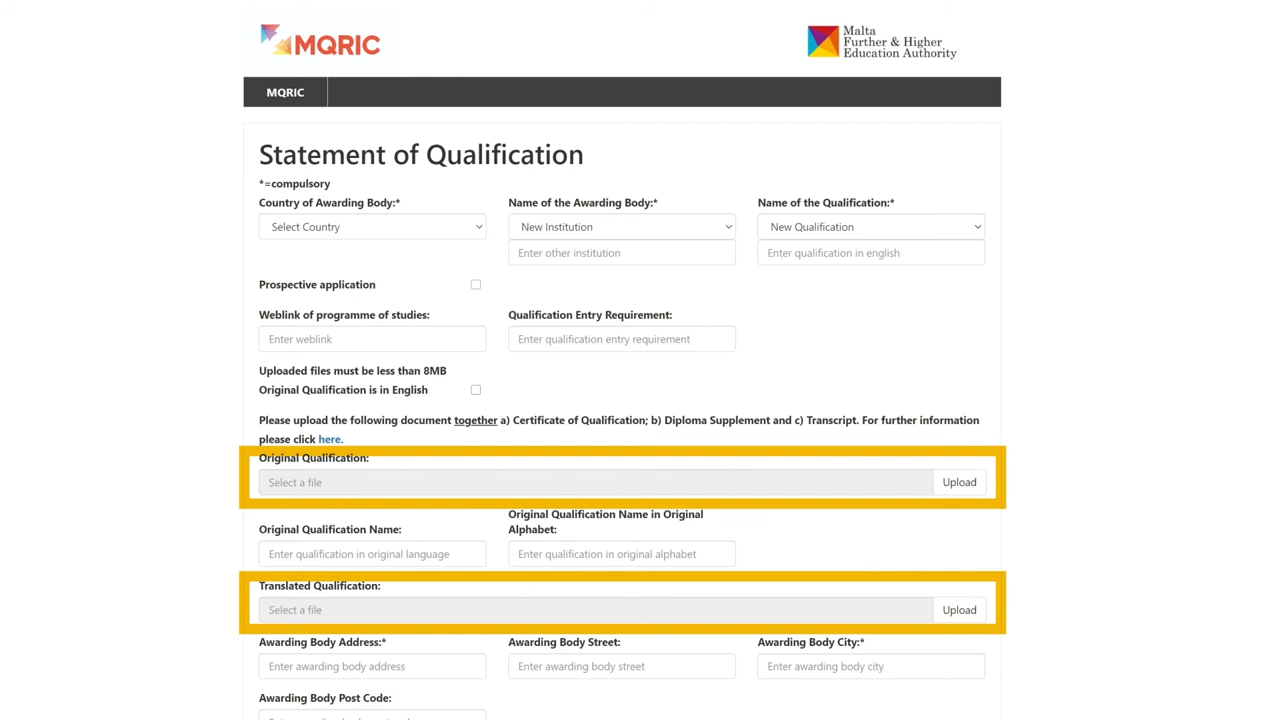 MQRIC
Malta
Further & Higher
Education Authority
MQRIC
Statement of Qualification
*=compulsory
Country of Awarding Body:*
Name of the Awarding Body:*
Name of the Qualification:*
Select Country
New Institution
New Qualification
Enter other institution
Enter qualification in english
Prospective application
Weblink of programme of studies:
Qualification Entry Requirement:
Enter weblink
Enter qualification entry requirement
Uploaded files must be less than 8MB
Original Qualification is in English
Please upload the following document together a) Certificate of Qualification; b) Diploma Supplement and c) Transcript. For further information
please click here.
Original Qualification:
Select a file
Upload
Original Qualification Name:
Original Qualification Name in Original
Alphabet:
Enter qualification in original language
Enter qualification in original alphabet
Translated Qualification:
Select a file
Upload
Awarding Body Address:*
Awarding Body Street:
Awarding Body City:*
Enter awarding body address
Enter awarding body street
Enter awarding body city
Awarding Body Post Code: